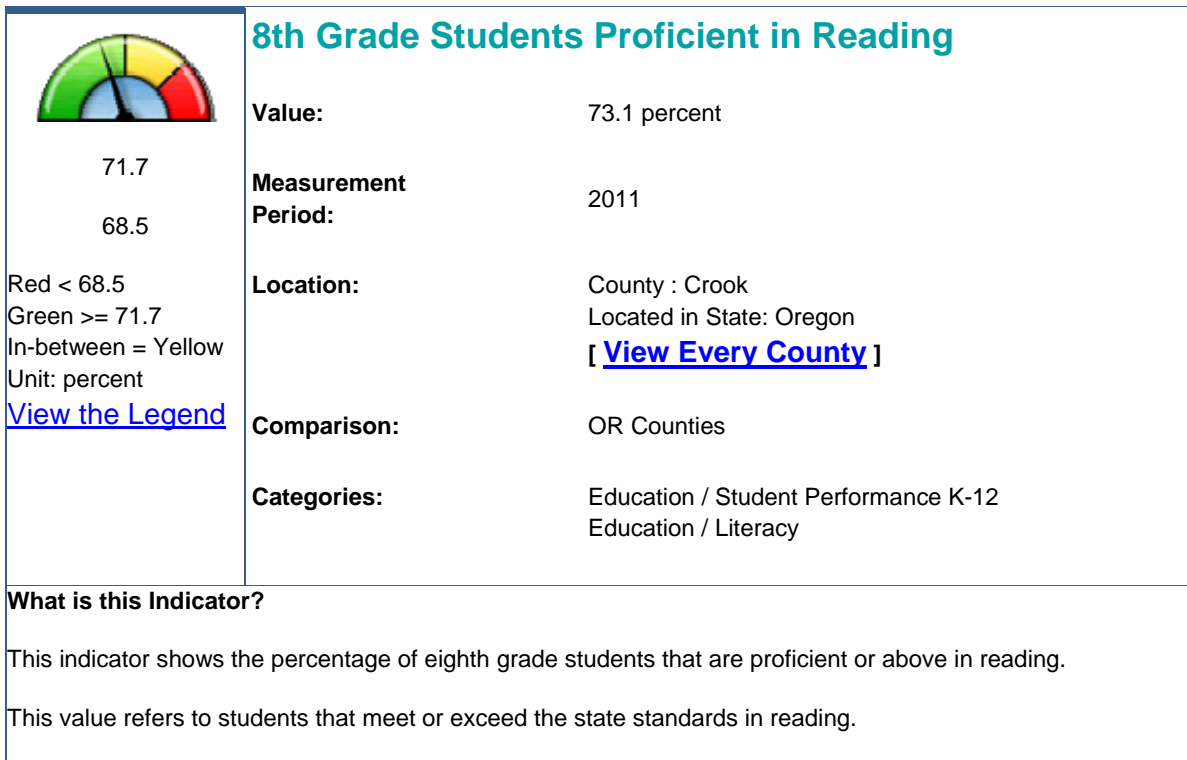 8th Grade Students Proficient in Reading
71.7
68.5
Red < 68.5
Green >= 71.7
In-between = Yellow
Unit: percent
View the Legend
Value: 73.1 percent
Measurement
Period: 2011
Location: County : Crook
Located in State: Oregon
[ View Every County ]
Comparison: OR Counties
Categories: Education / Student Performance K-12
Education / Literacy
What is this Indicator?
This indicator shows the percentage of eighth grade students that are proficient or above in reading.
This value refers to students that meet or exceed the state standards in reading.